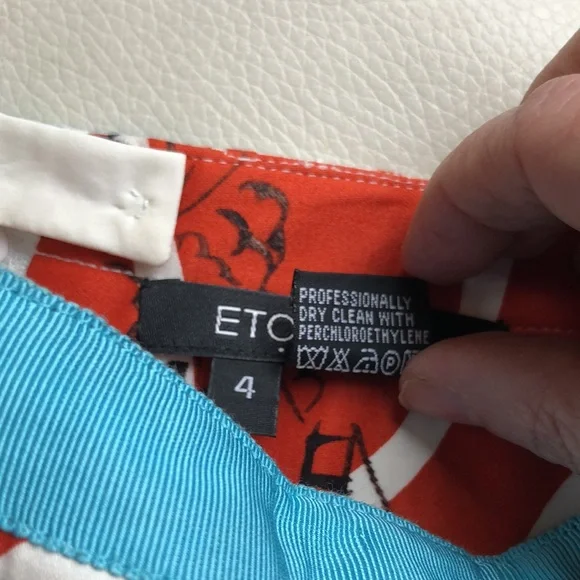 PROFESSIONALLY
DRY CLEAN WITH
PERCHLOROETHYLENE
ETC
4